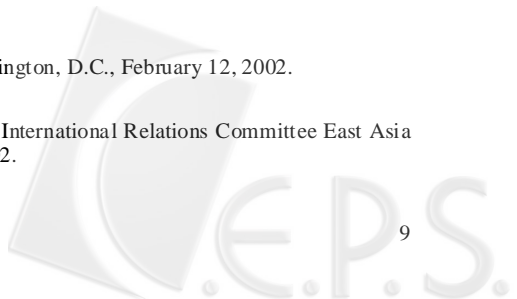 ington, D.C., February 12, 2002.
International Relations Committee East Asia
2.
9
C.E.P.S.